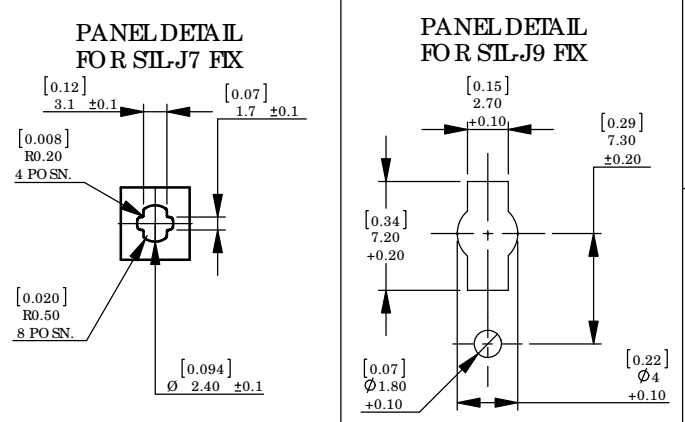 PANEL DETAIL
FOR STL-J7 FIX
[0.12]
3.1 ±0.1
[0.07]
1.7 ±0.1
[0.008]
R0.20
4 POSN.
[0.020]
R0.50
8 POSN.
[0.094]
Ø 2.40 ±0.1
PANEL DETAIL
FOR STL-J9 FIX
[0.15]
2.70
+0.10
[0.29]
7.30
±0.20
[0.34]
7.20
+0.20
[0.07]
Ø1.80
+0.10
[0.22]
Ø4
+0.10